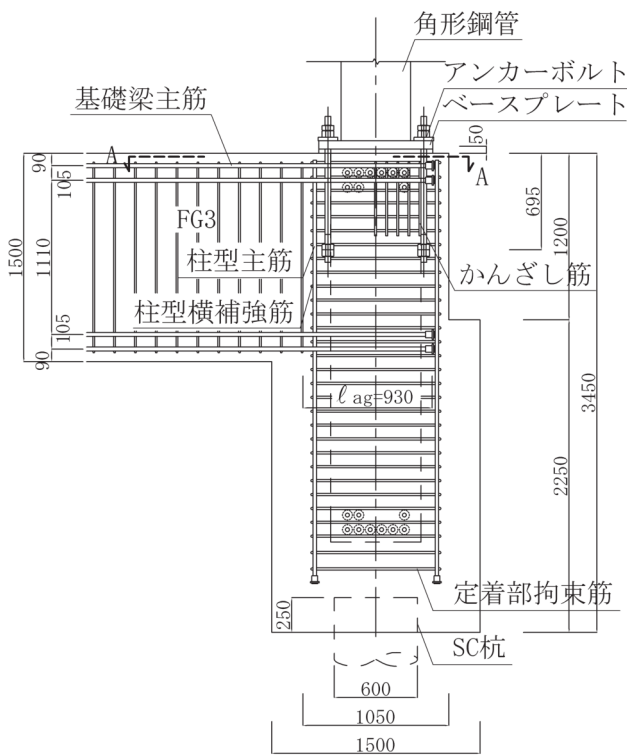 角形鋼管
アンカーボルト
ベースプレート
基礎梁主筋
50
90
A
A
105
FG3
695
1200
1500
1110
柱型主筋
かんざし筋
柱型横補強筋
105
90
ℓag=930
3450
2250
250
定着部拘束筋
SC杭
600
1050
1500